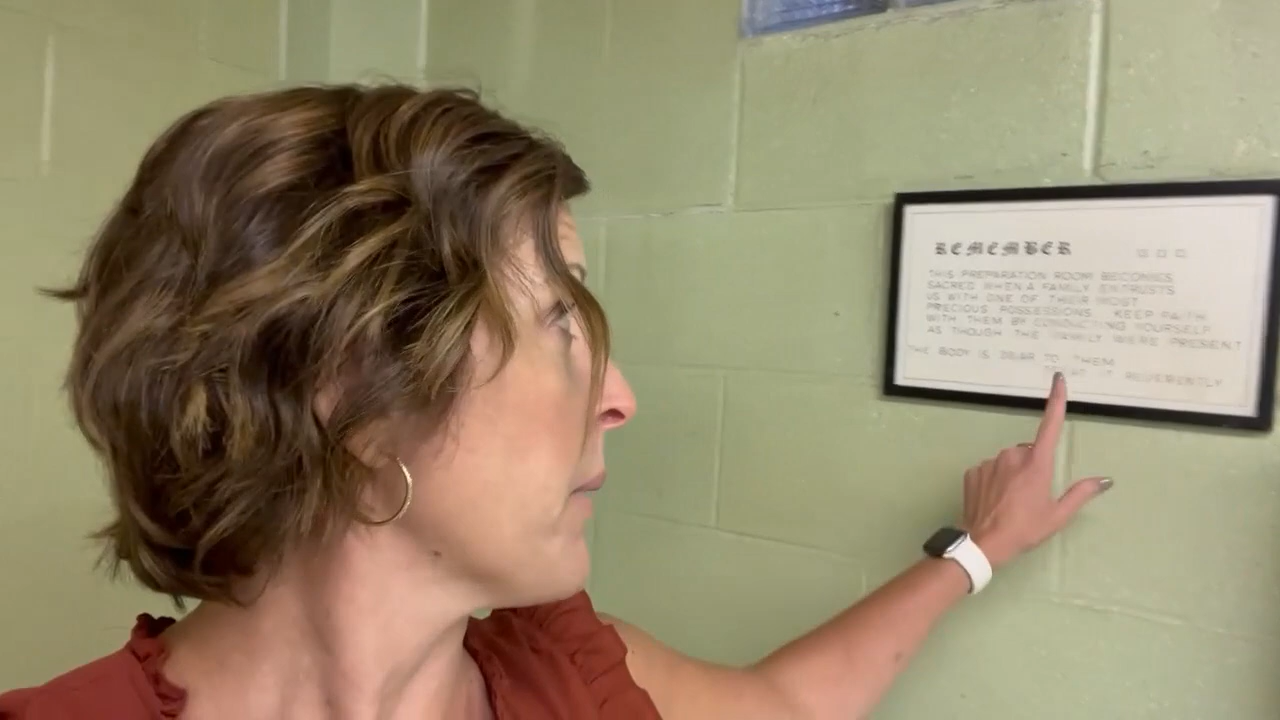 REMEMBER
THIS PREPARATION ROOM BECOMES
SACRED WHEN A FAMILY ENTRUSTS
US WITH ONE OF THEIR MOST
PRECIOUS POSSESSIONS. KEEP FAITH
WITH THEM BY CONDUCTING YOURSELF
AS THOUGH THE FAMILY WERE PRESENT
THE BODY IS DEAR TO THEM
TREAT IT REVERENTLY